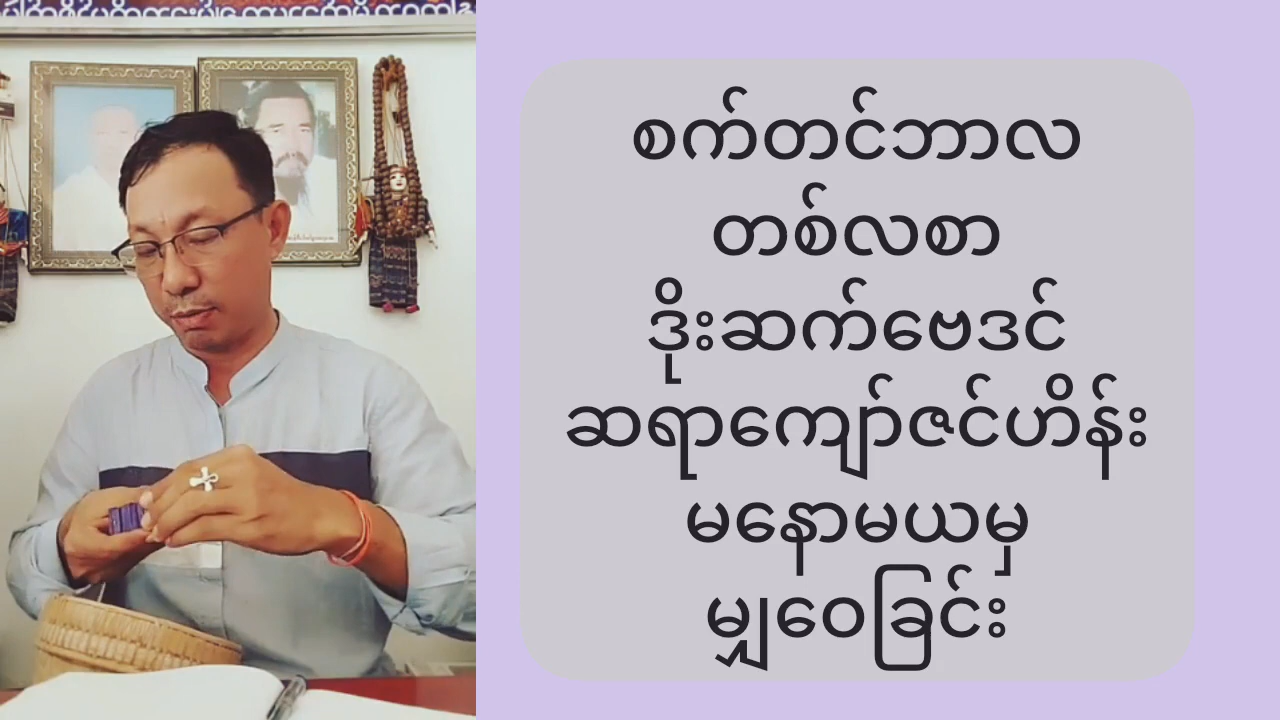 စက်တင်ဘာလ
တစ်လစာ
ဒိုးဆက်ဗေဒင်
ဆရာကျော်ဇင်ဟိန်း
မနောမယမှ
မျှဝေခြင်း